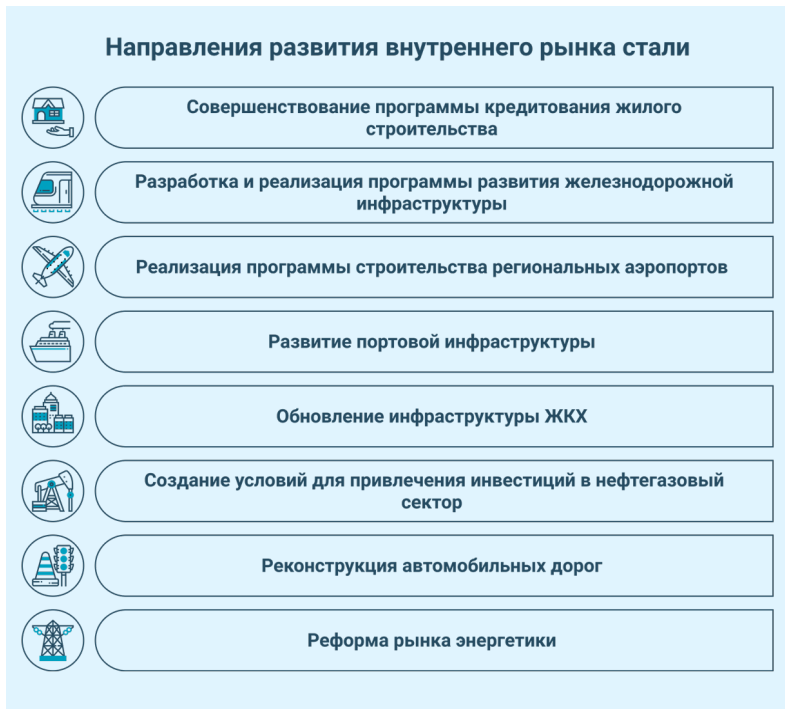 Направления развития внутреннего рынка стали
Совершенствование программы кредитования жилого
строительства
Разработка и реализация программы развития железнодорожной
инфраструктуры
Реализация программы строительства региональных аэропортов
Развитие портовой инфраструктуры
Обновление инфраструктуры ЖКХ
Создание условий для привлечения инвестиций в нефтегазовый
сектор
Реконструкция автомобильных дорог
Реформа рынка энергетики